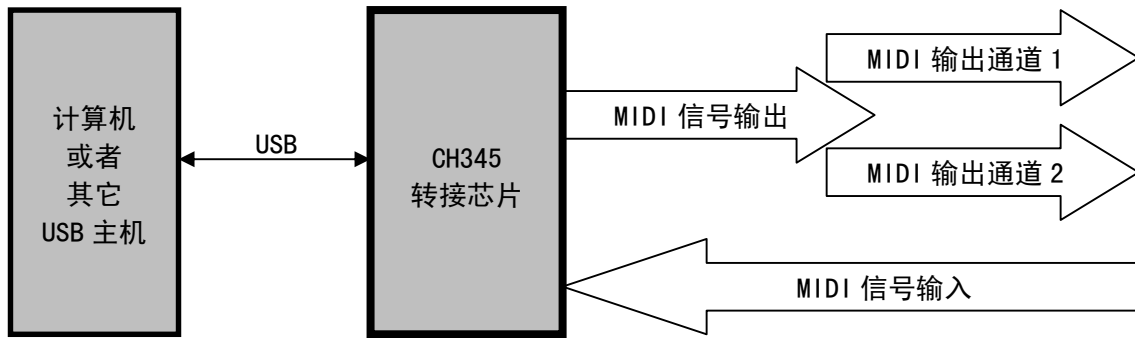 计算机
或者
其它
USB 主机
USB
CH345
转接芯片
MIDI 信号输出
MIDI 输出通道 1
MIDI 输出通道 2
MIDI 信号输入